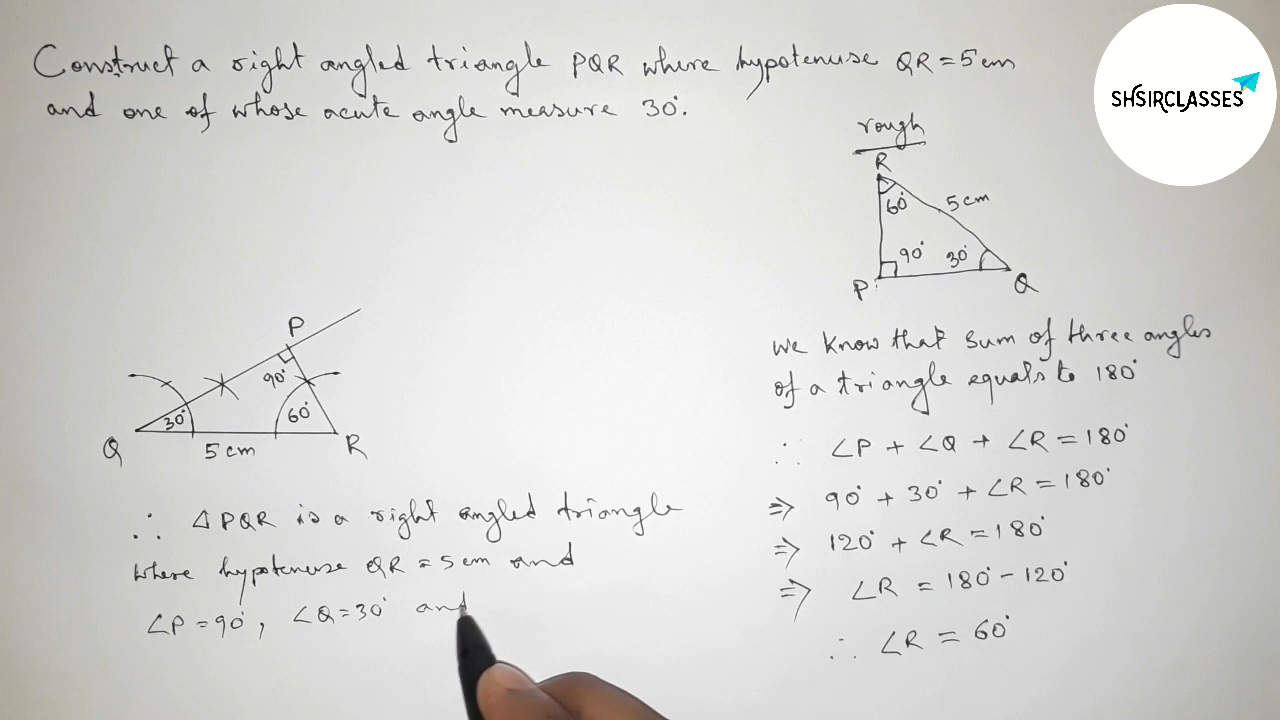 Construct a right angled triangle PQR where hypotenuse QR = 5 cm
and one of whose acute angle measure 30°.
SHSIRCLASSES
rough
R
60°
5 cm
90°
30°
P
Q
we know that sum of three angles
of a triangle equals to 180°
∴ ∠P + ∠Q + ∠R = 180°
⇒ 90° + 30° + ∠R = 180°
⇒ 120° + ∠R = 180°
⇒ ∠R = 180° - 120°
∴ ∠R = 60°
P
90°
30°
60°
Q
5 cm
R
∴ △PQR is a right angled triangle
where hypotenuse QR = 5 cm and
∠P = 90°, ∠Q = 30° and